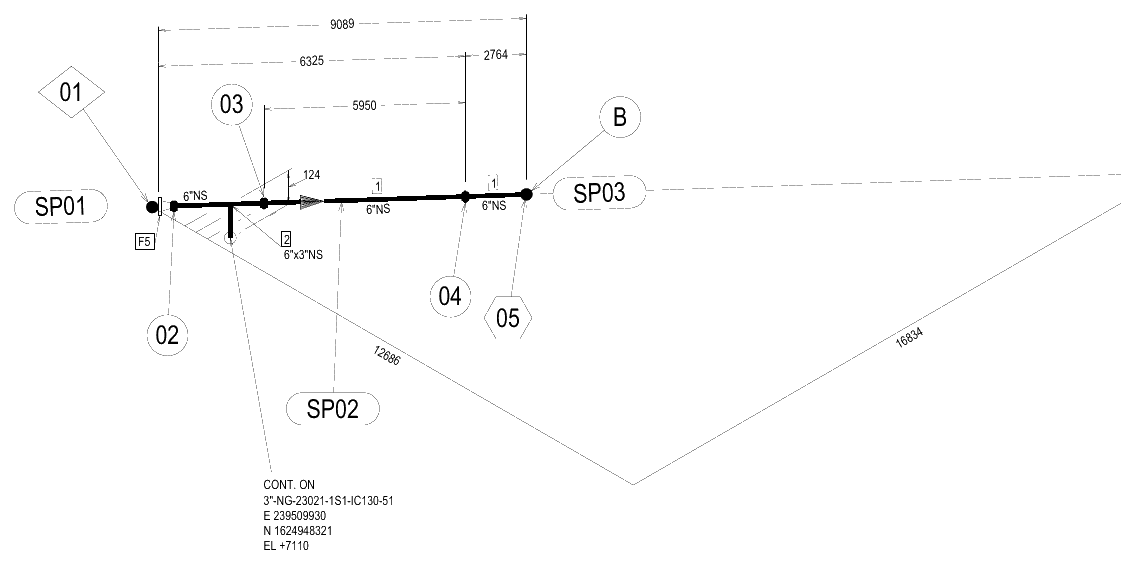 9089
6325
2764
5950
01
03
B
124
1
1
SP01
6"NS
6"NS
6"NS
SP03
F5
2
6"x3"NS
04
05
02
12686
16834
SP02
CONT. ON
3"-NG-23021-1S1-IC130-51
E 239509930
N 1624948321
EL +7110